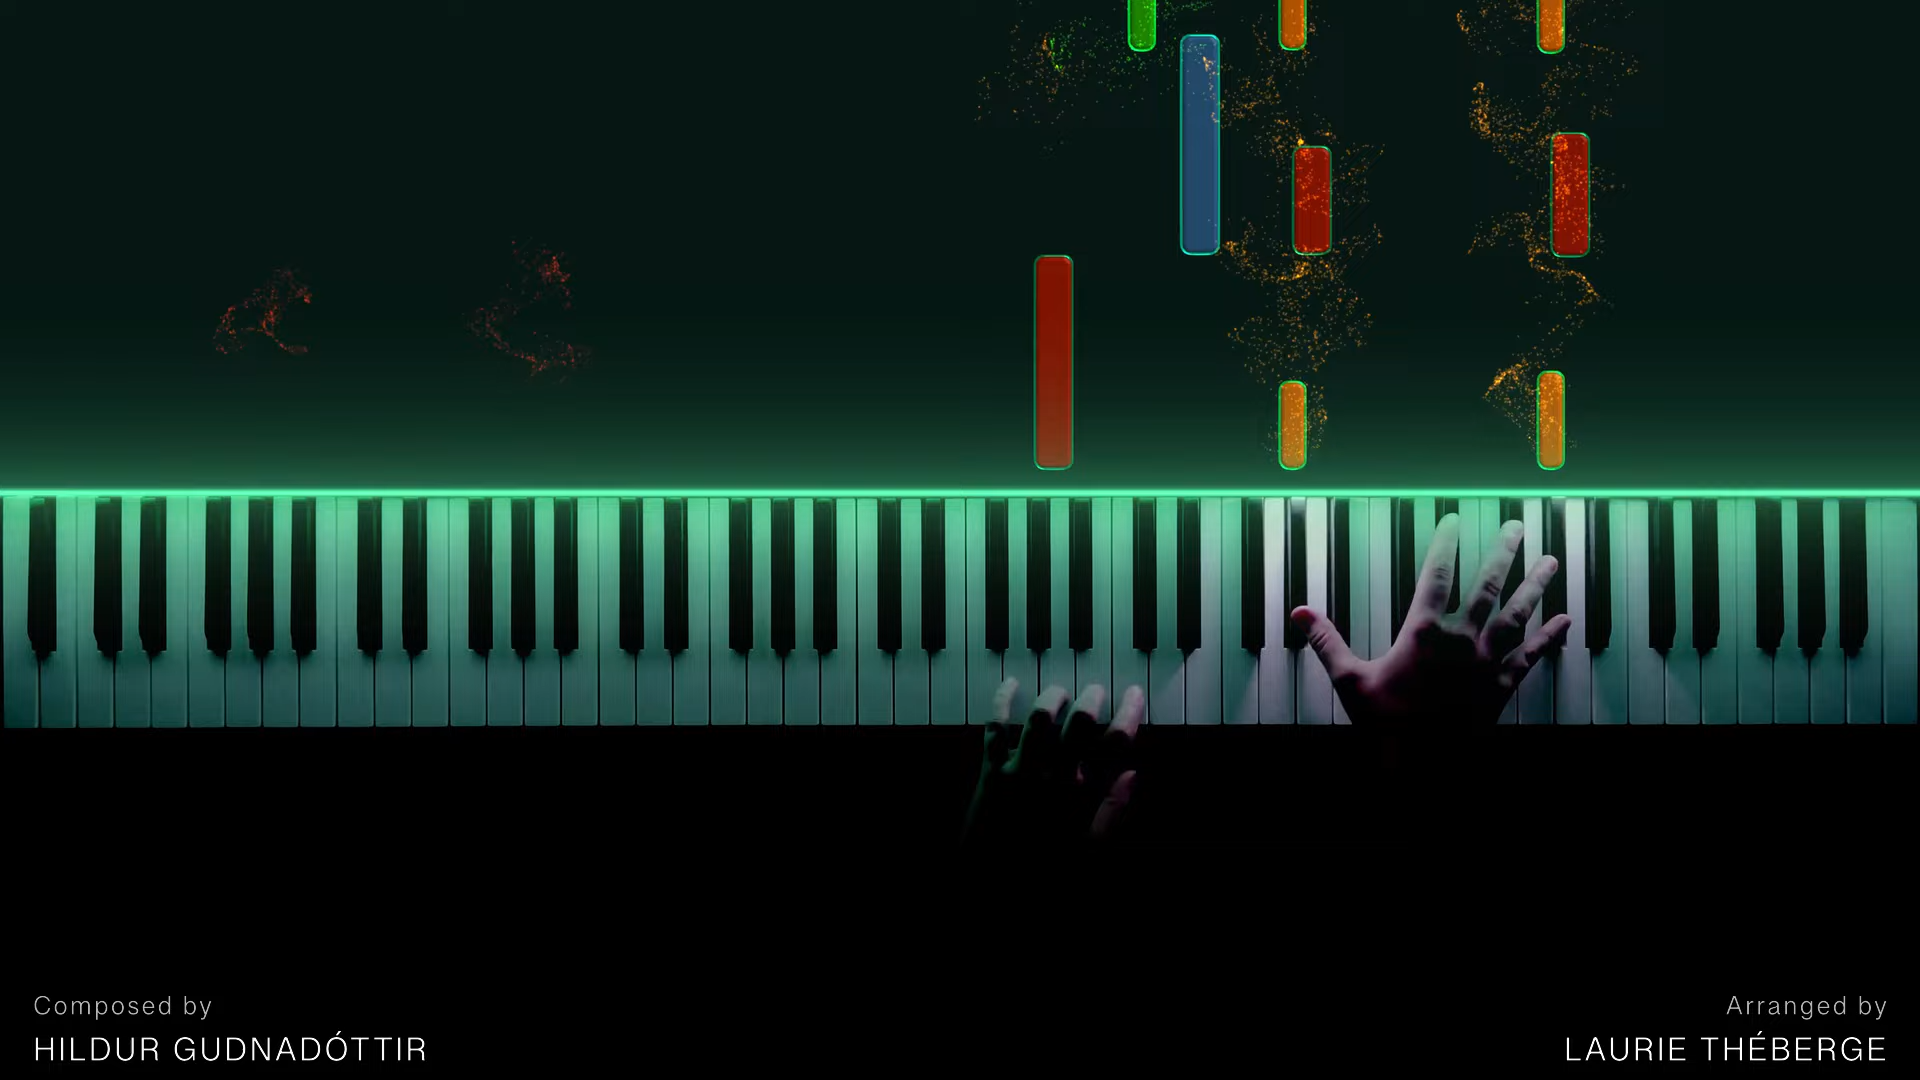 Composed by
HILDUR GUDNADÓTTIR
Arranged by
LAURIE THÉBERGE